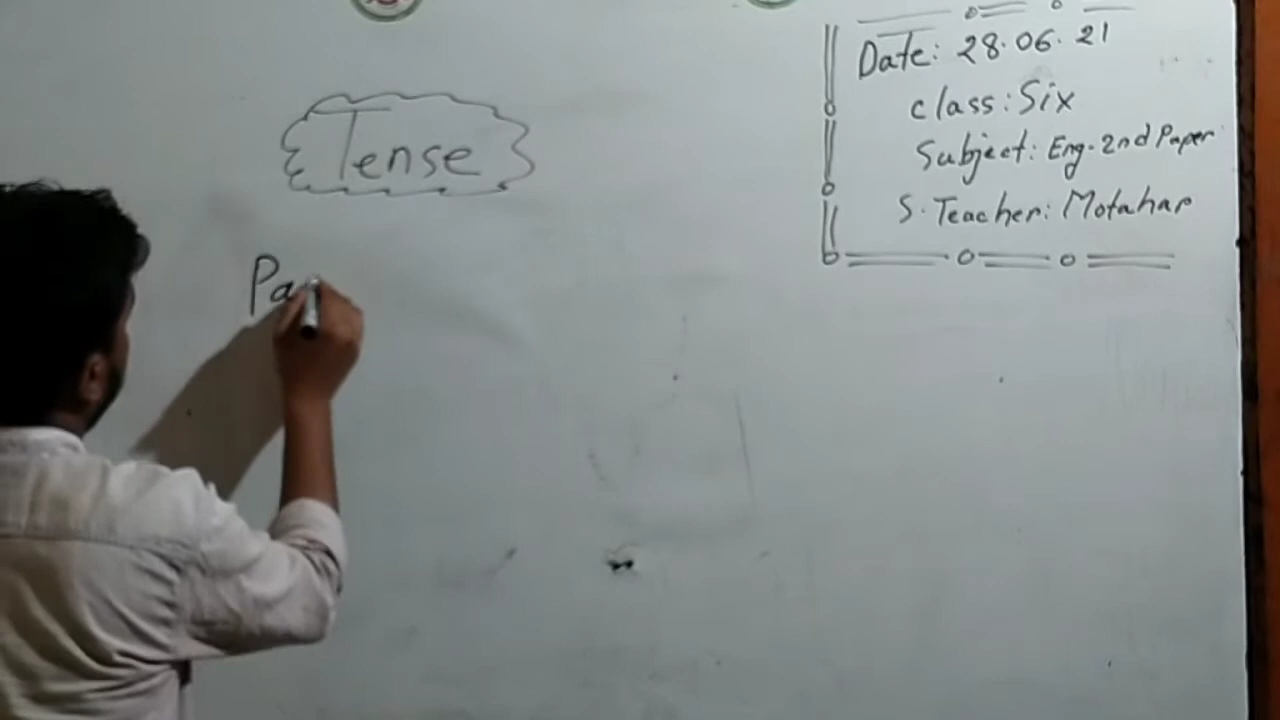 Tense
Pa
Date: 28.06.21
class: Six
Subject: Eng. 2nd Paper
S. Teacher: Motahar